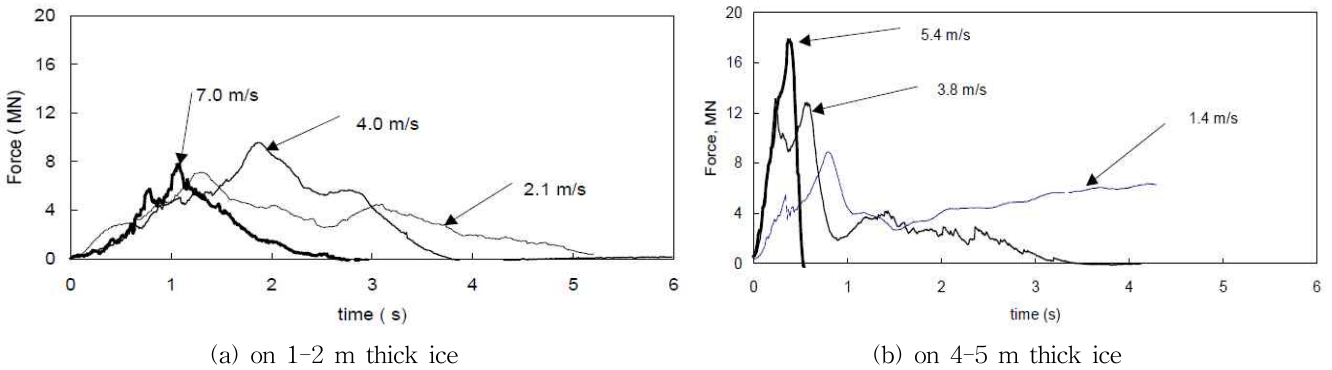 20
16
12
8
4
0
Force ( MN)
7.0 m/s
4.0 m/s
2.1 m/s
0 1 2 3 4 5 6
time ( s)
(a) on 1-2 m thick ice
20
16
12
8
4
0
Force, MN
5.4 m/s
3.8 m/s
1.4 m/s
0 1 2 3 4 5 6
time (s)
(b) on 4-5 m thick ice